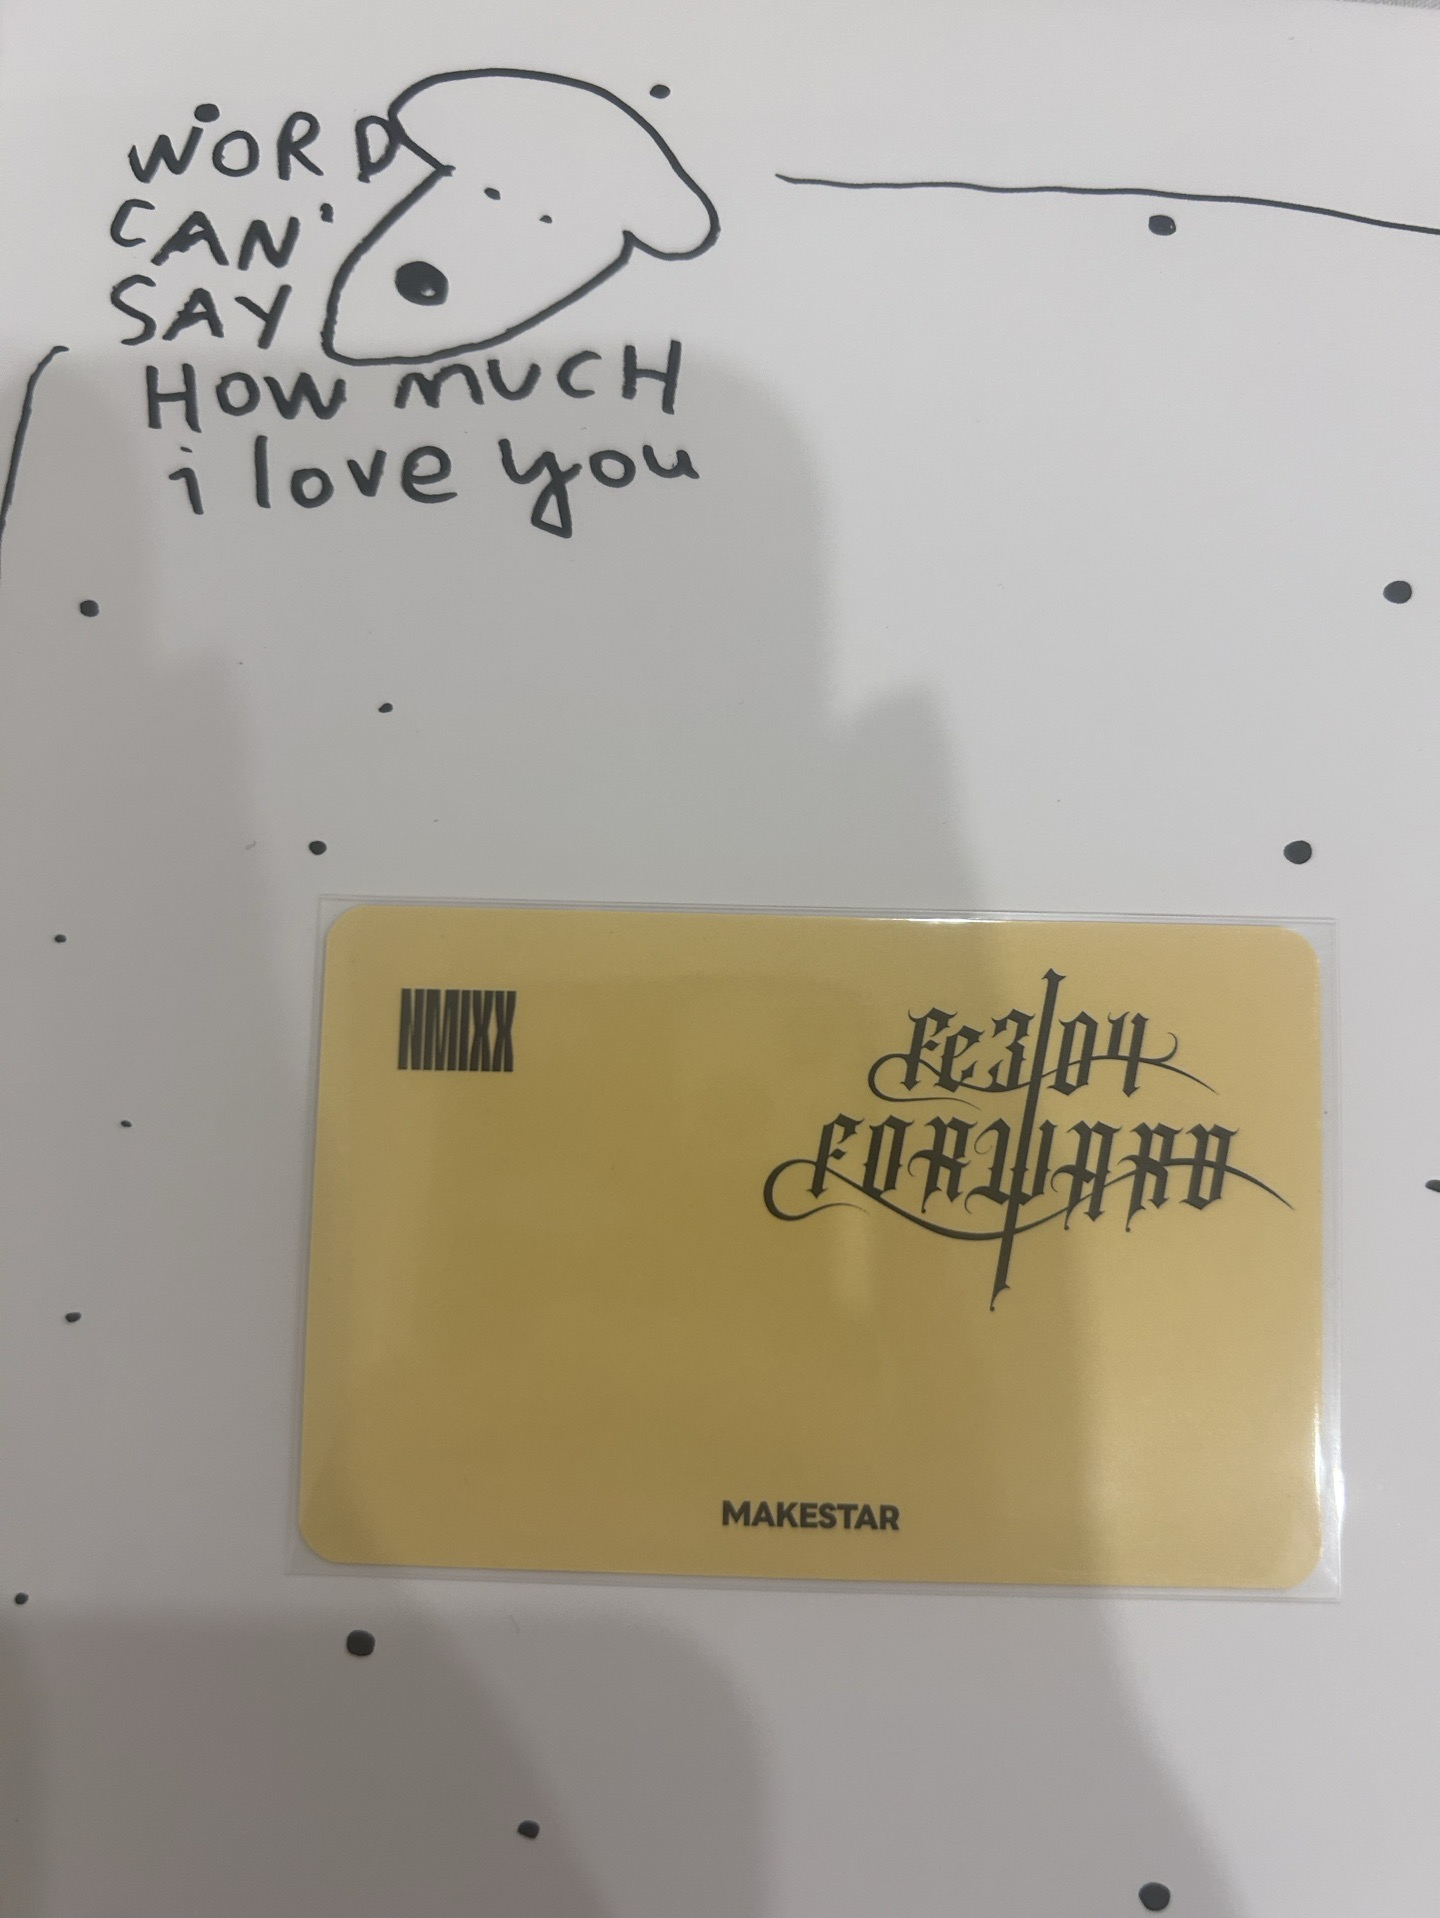 WORD
CAN'
SAY
HOW MUCH
i love you
NMIXX
Fe3O4
FORWARD
MAKESTAR